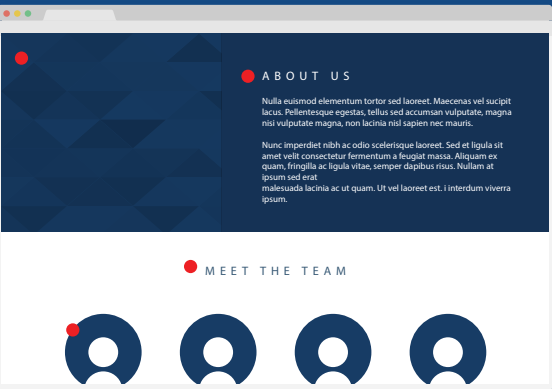 ABOUT US
Nulla euismod elementum tortor sed laoreet. Maecenas vel sucipit
lacus. Pellentesque egestas, tellus sed accumsan vulputate, magna
nisi vulputate magna, non lacinia nisl sapien nec mauris.
Nunc imperdiet nibh ac odio scelerisque laoreet. Sed et ligula sit
amet velit consectetur fermentum a feugiat massa. Aliquam ex
quam, fringilla ac ligula vitae, semper dapibus risus. Nullam at
ipsum sed erat
malesuada lacinia ac ut quam. Ut vel laoreet est. i interdum viverra
ipsum.
MEET THE TEAM